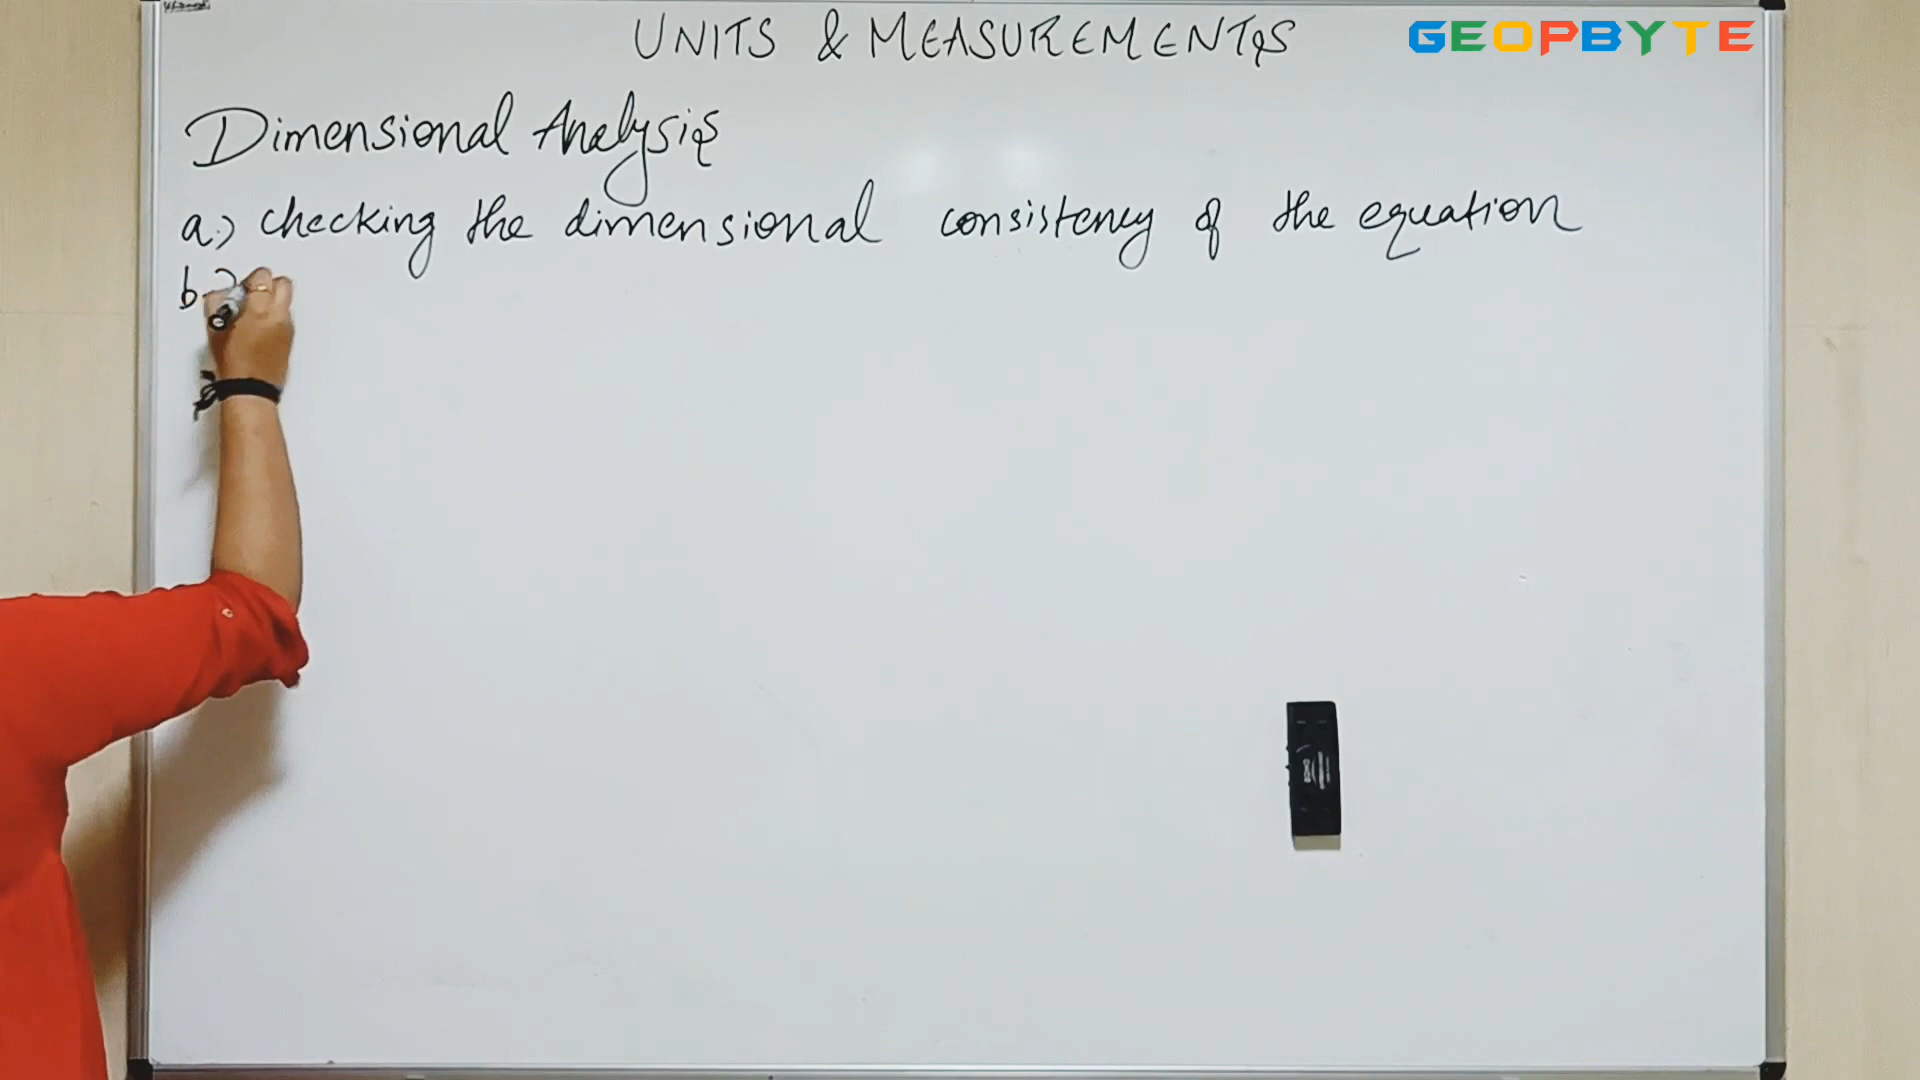 UNITS & MEASUREMENTS
GEOPBYTE
Dimensional Analysis
a.) checking the dimensional consistency of the equation
b.)